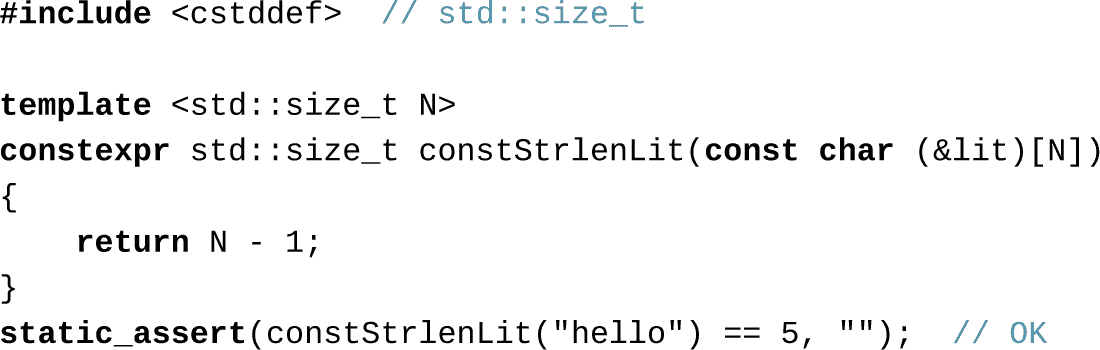 #include <cstddef>  // std::size_t

template <std::size_t N>
constexpr std::size_t constStrlenLit(const char (&lit)[N])
{
    return N - 1;
}
static_assert(constStrlenLit("hello") == 5, "");  // OK